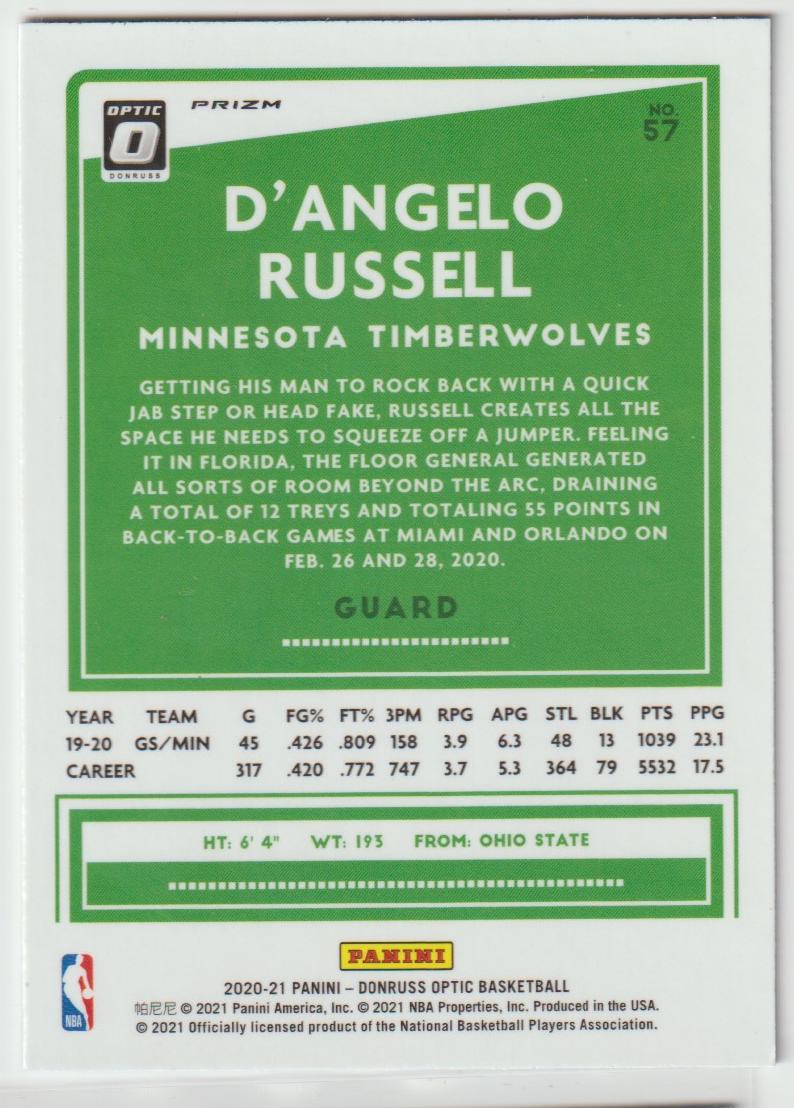 OPTIC
O
DONRUSS
PRIZM
NO.
57
D'ANGELO
RUSSELL
MINNESOTA TIMBERWOLVES
GETTING HIS MAN TO ROCK BACK WITH A QUICK
JAB STEP OR HEAD FAKE, RUSSELL CREATES ALL THE
SPACE HE NEEDS TO SQUEEZE OFF A JUMPER. FEELING
IT IN FLORIDA, THE FLOOR GENERAL GENERATED
ALL SORTS OF ROOM BEYOND THE ARC, DRAINING
A TOTAL OF 12 TREYS AND TOTALING 55 POINTS IN
BACK-TO-BACK GAMES AT MIAMI AND ORLANDO ON
FEB. 26 AND 28, 2020.
GUARD
YEAR TEAM G FG% FT% 3PM RPG APG STL BLK PTS PPG
19-20 GS/MIN 45 .426 .809 158 3.9 6.3 48 13 1039 23.1
CAREER 317 .420 .772 747 3.7 5.3 364 79 5532 17.5
HT: 6' 4" WT: 193 FROM: OHIO STATE
PANINI
NBA
2020-21 PANINI – DONRUSS OPTIC BASKETBALL
帕尼尼 © 2021 Panini America, Inc. © 2021 NBA Properties, Inc. Produced in the USA.
© 2021 Officially licensed product of the National Basketball Players Association.